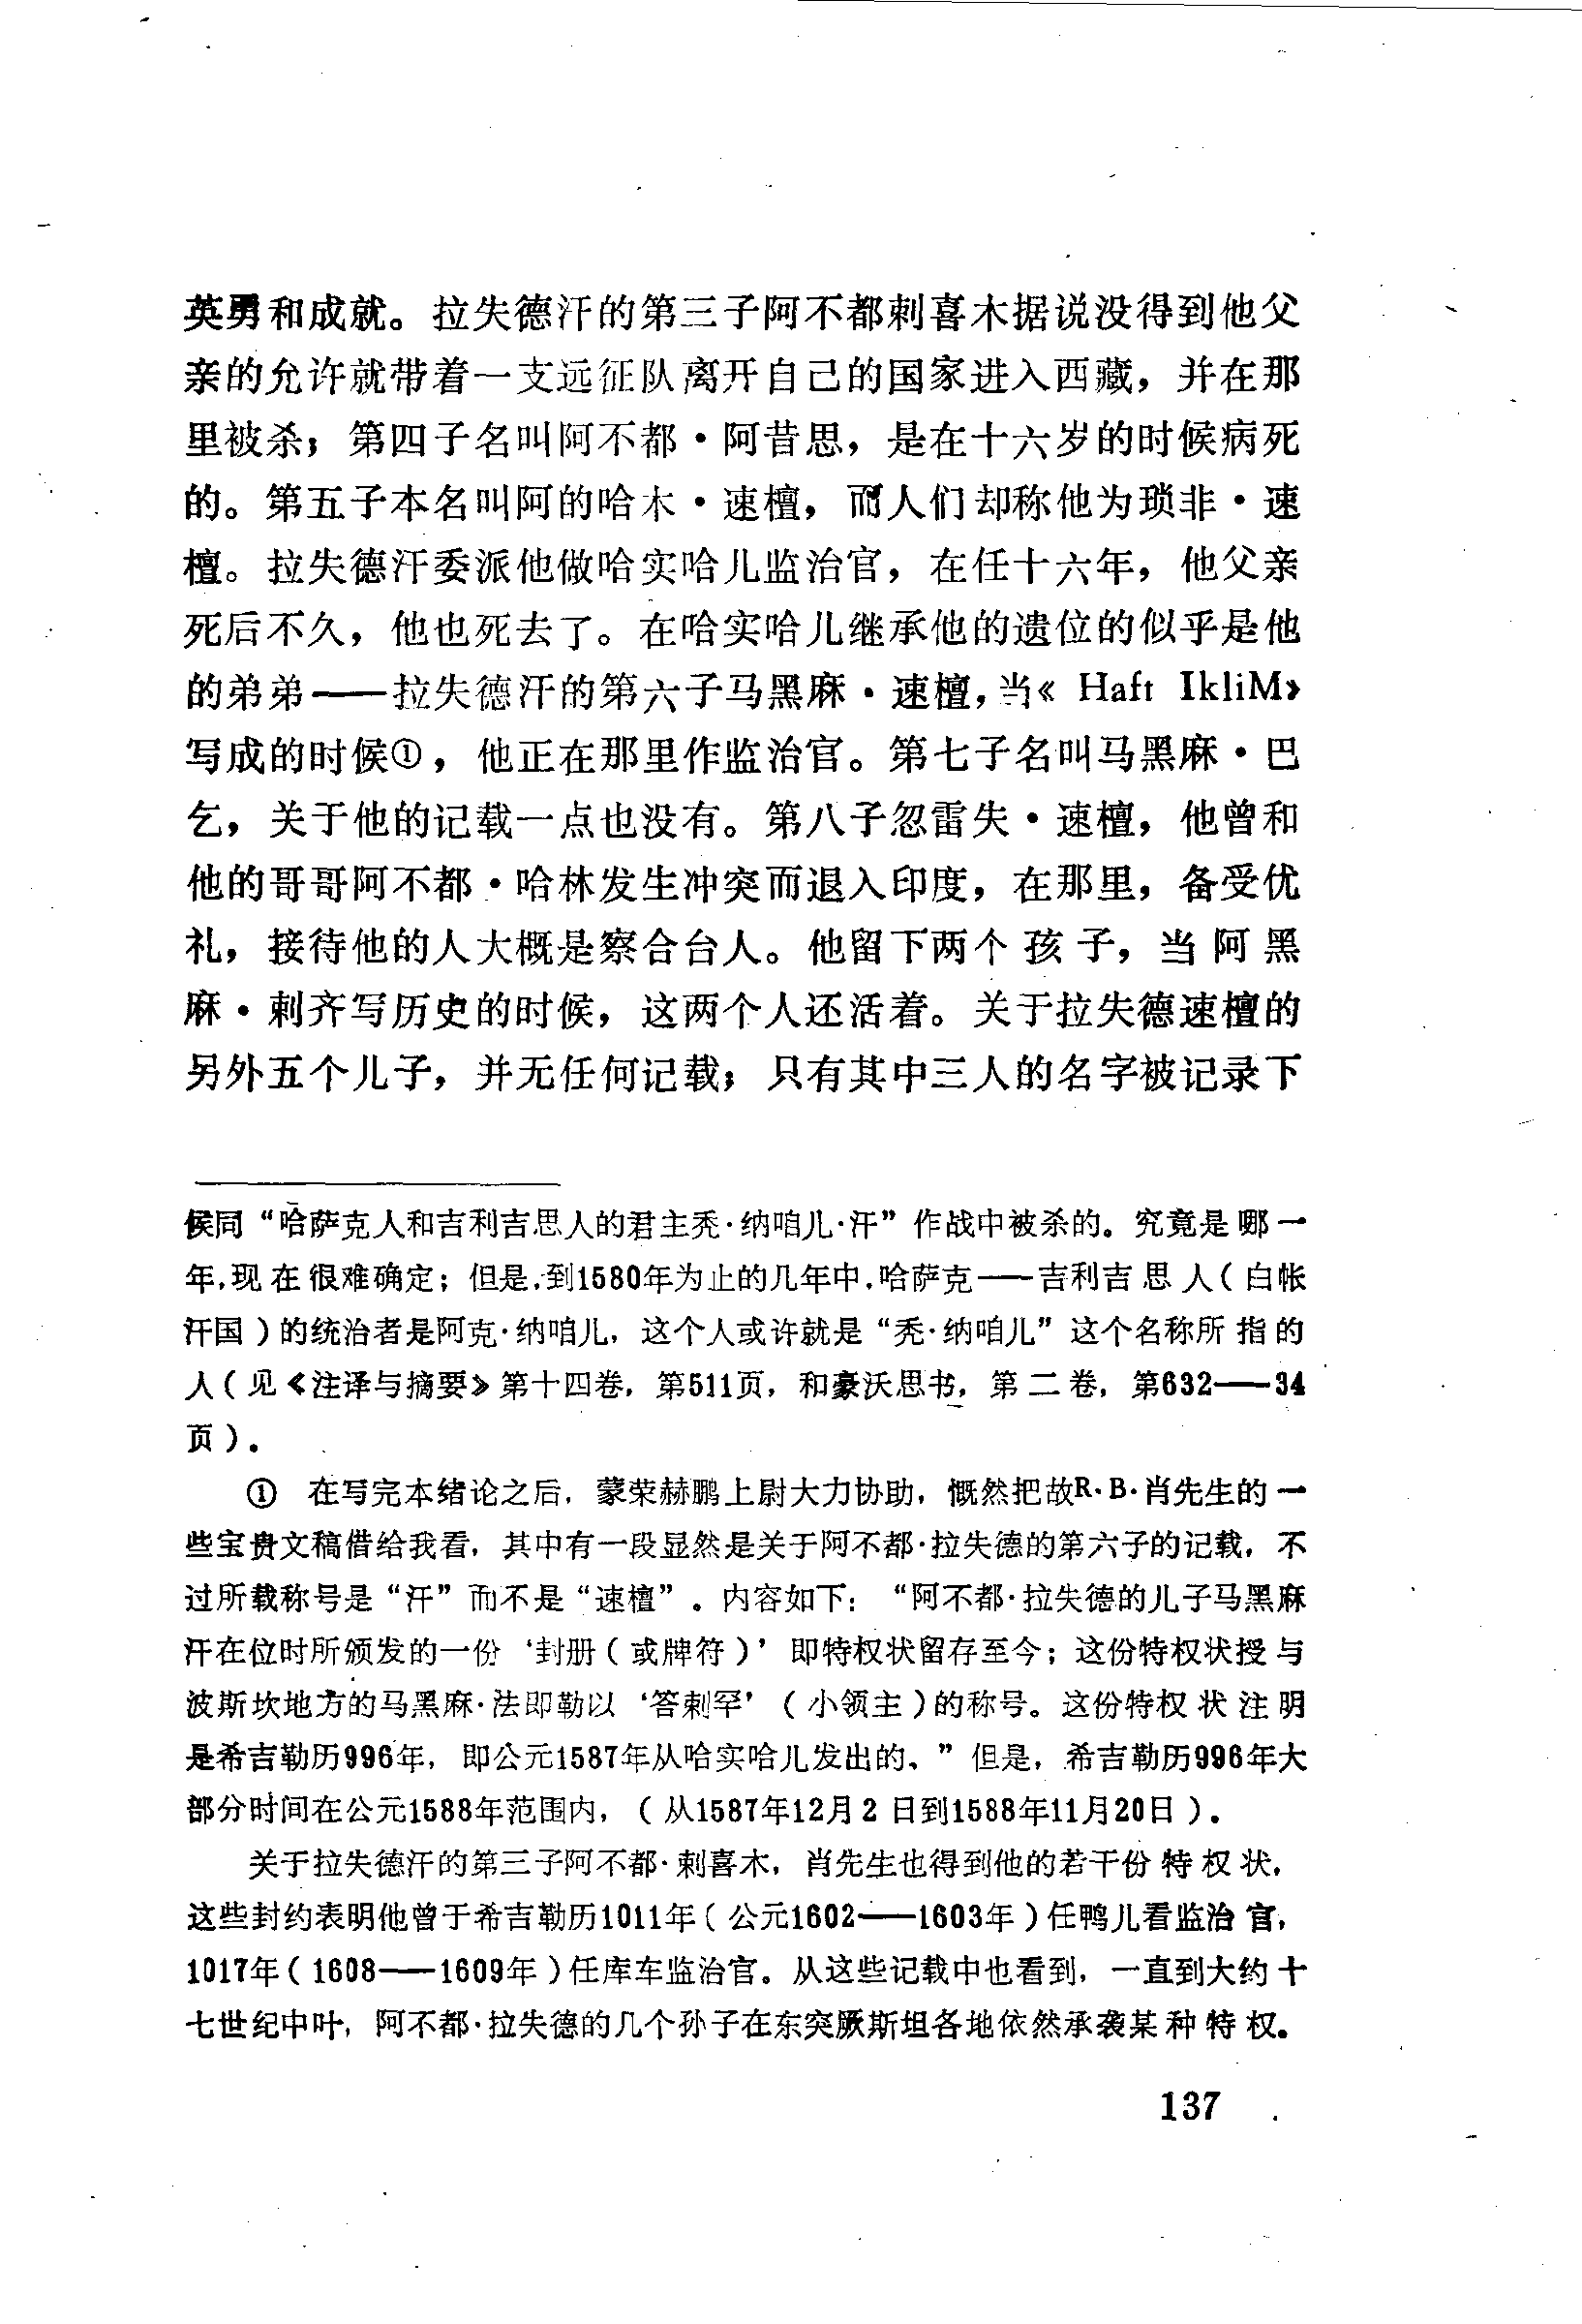 英勇和成就。拉失德汗的第三子阿不都剌喜木据说没得到他父
亲的允许就带着一支远征队离开自己的国家进入西藏，并在那
里被杀；第四子名叫阿不都·阿昔思，是在十六岁的时候病死
的。第五子本名叫阿的哈木·速檀，而人们却称他为琐非·速
檀。拉失德汗委派他做哈实哈儿监治官，在任十六年，他父亲
死后不久，他也死去了。在哈实哈儿继承他的遗位的似乎是他
的弟弟——拉失德汗的第六子马黑麻·速檀，当《 Haft IkliM》
写成的时候①，他正在那里作监治官。第七子名叫马黑麻·巴
乞，关于他的记载一点也没有。第八子忽雷失·速檀，他曾和
他的哥哥阿不都·哈林发生冲突而退入印度，在那里，备受优
礼，接待他的人大概是察合台人。他留下两个孩子，当阿黑
麻·剌齐写历史的时候，这两个人还活着。关于拉失德速檀的
另外五个儿子，并无任何记载；只有其中三人的名字被记录下
候同“哈萨克人和吉利吉思人的君主秃·纳咱儿·汗”作战中被杀的。究竟是哪一
年，现在很难确定；但是，到1580年为止的几年中，哈萨克——吉利吉思人（白帐
汗国）的统治者是阿克·纳咱儿，这个人或许就是“秃·纳咱儿”这个名称所指的
人（见《注译与摘要》第十四卷，第511页，和豪沃思书，第二卷，第632——34
页）。
① 在写完本绪论之后，蒙荣赫鹏上尉大力协助，慨然把故R·B·肖先生的一
些宝贵文稿借给我看，其中有一段显然是关于阿不都·拉失德的第六子的记载，不
过所载称号是“汗”而不是“速檀”。内容如下：“阿不都·拉失德的儿子马黑麻
汗在位时所颁发的一份‘封册（或牌符）’即特权状留存至今；这份特权状授与
波斯坎地方的马黑麻·法即勒以‘答剌罕’（小领主）的称号。这份特权状注明
是希吉勒历996年，即公元1587年从哈实哈儿发出的、”但是，希吉勒历996年大
部分时间在公元1588年范围内，（从1587年12月2日到1588年11月20日）。
关于拉失德汗的第三子阿不都·剌喜木，肖先生也得到他的若干份特权状，
这些封约表明他曾于希吉勒历1011年（公元1602——1603年）任鸭儿看监治官，
1017年（1608——1609年）任库车监治官。从这些记载中也看到，一直到大约十
七世纪中叶，阿不都·拉失德的几个孙子在东突厥斯坦各地依然承袭某种特权。
137